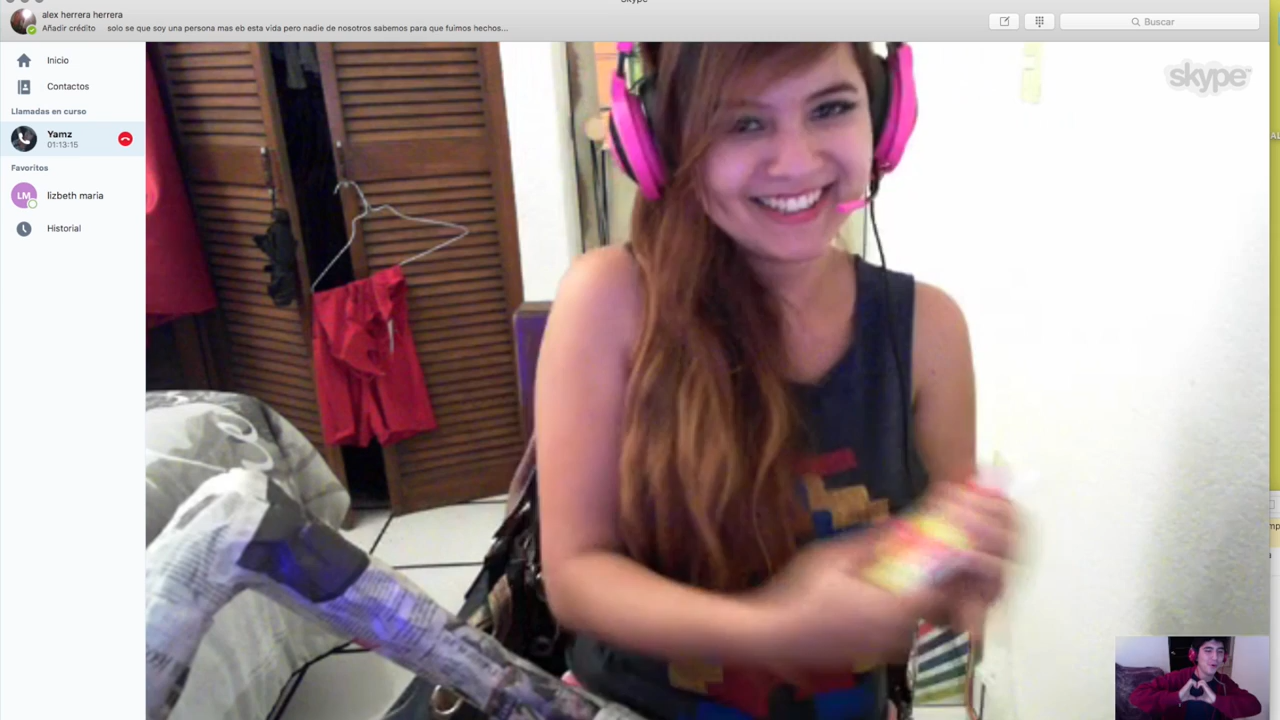 Skype
alex herrera herrera
Añadir crédito solo se que soy una persona mas eb esta vida pero nadie de nosotros sabemos para que fuimos hechos...
Buscar
Inicio
Contactos
Llamadas en curso
Yamz
01:13:15
Favoritos
LM lizbeth maria
Historial
skype™